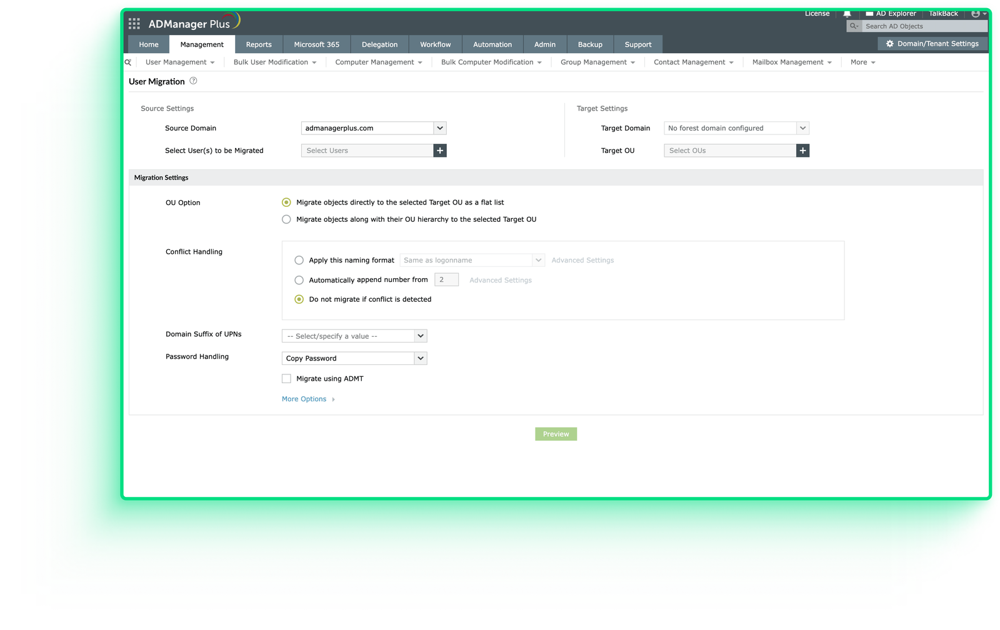 License AD Explorer TalkBack
ADManager Plus
Search AD Objects
Home Management Reports Microsoft 365 Delegation Workflow Automation Admin Backup Support Domain/Tenant Settings
User Management Bulk User Modification Computer Management Bulk Computer Modification Group Management Contact Management Mailbox Management More
User Migration ?
Source Settings Target Settings
Source Domain admanagerplus.com Target Domain No forest domain configured
Select User(s) to be Migrated Select Users + Target OU Select OUs +
Migration Settings
OU Option Migrate objects directly to the selected Target OU as a flat list
Migrate objects along with their OU hierarchy to the selected Target OU
Conflict Handling
Apply this naming format Same as logonname Advanced Settings
Automatically append number from 2 Advanced Settings
Do not migrate if conflict is detected
Domain Suffix of UPNs -- Select/specify a value --
Password Handling Copy Password
Migrate using ADMT
More Options
Preview